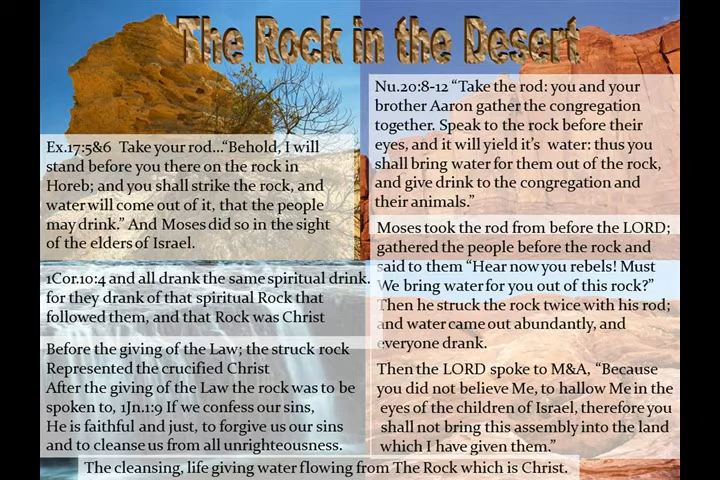 The Rock in the Desert
Ex.17:5&6 Take your rod...“Behold, I will
stand before you there on the rock in
Horeb; and you shall strike the rock, and
water will come out of it, that the people
may drink.” And Moses did so in the sight
of the elders of Israel.
1Cor.10:4 and all drank the same spiritual drink.
for they drank of that spiritual Rock that
followed them, and that Rock was Christ
Before the giving of the Law; the struck rock
Represented the crucified Christ
After the giving of the Law the rock was to be
spoken to, 1Jn.1:9 If we confess our sins,
He is faithful and just, to forgive us our sins
and to cleanse us from all unrighteousness.
Nu.20:8-12 “Take the rod: you and your
brother Aaron gather the congregation
together. Speak to the rock before their
eyes, and it will yield it’s water: thus you
shall bring water for them out of the rock,
and give drink to the congregation and
their animals.”
Moses took the rod from before the LORD;
gathered the people before the rock and
said to them “Hear now you rebels! Must
We bring water for you out of this rock?”
Then he struck the rock twice with his rod;
and water came out abundantly, and
everyone drank.
Then the LORD spoke to M&A, “Because
you did not believe Me, to hallow Me in the
eyes of the children of Israel, therefore you
shall not bring this assembly into the land
which I have given them.”
The cleansing, life giving water flowing from The Rock which is Christ.